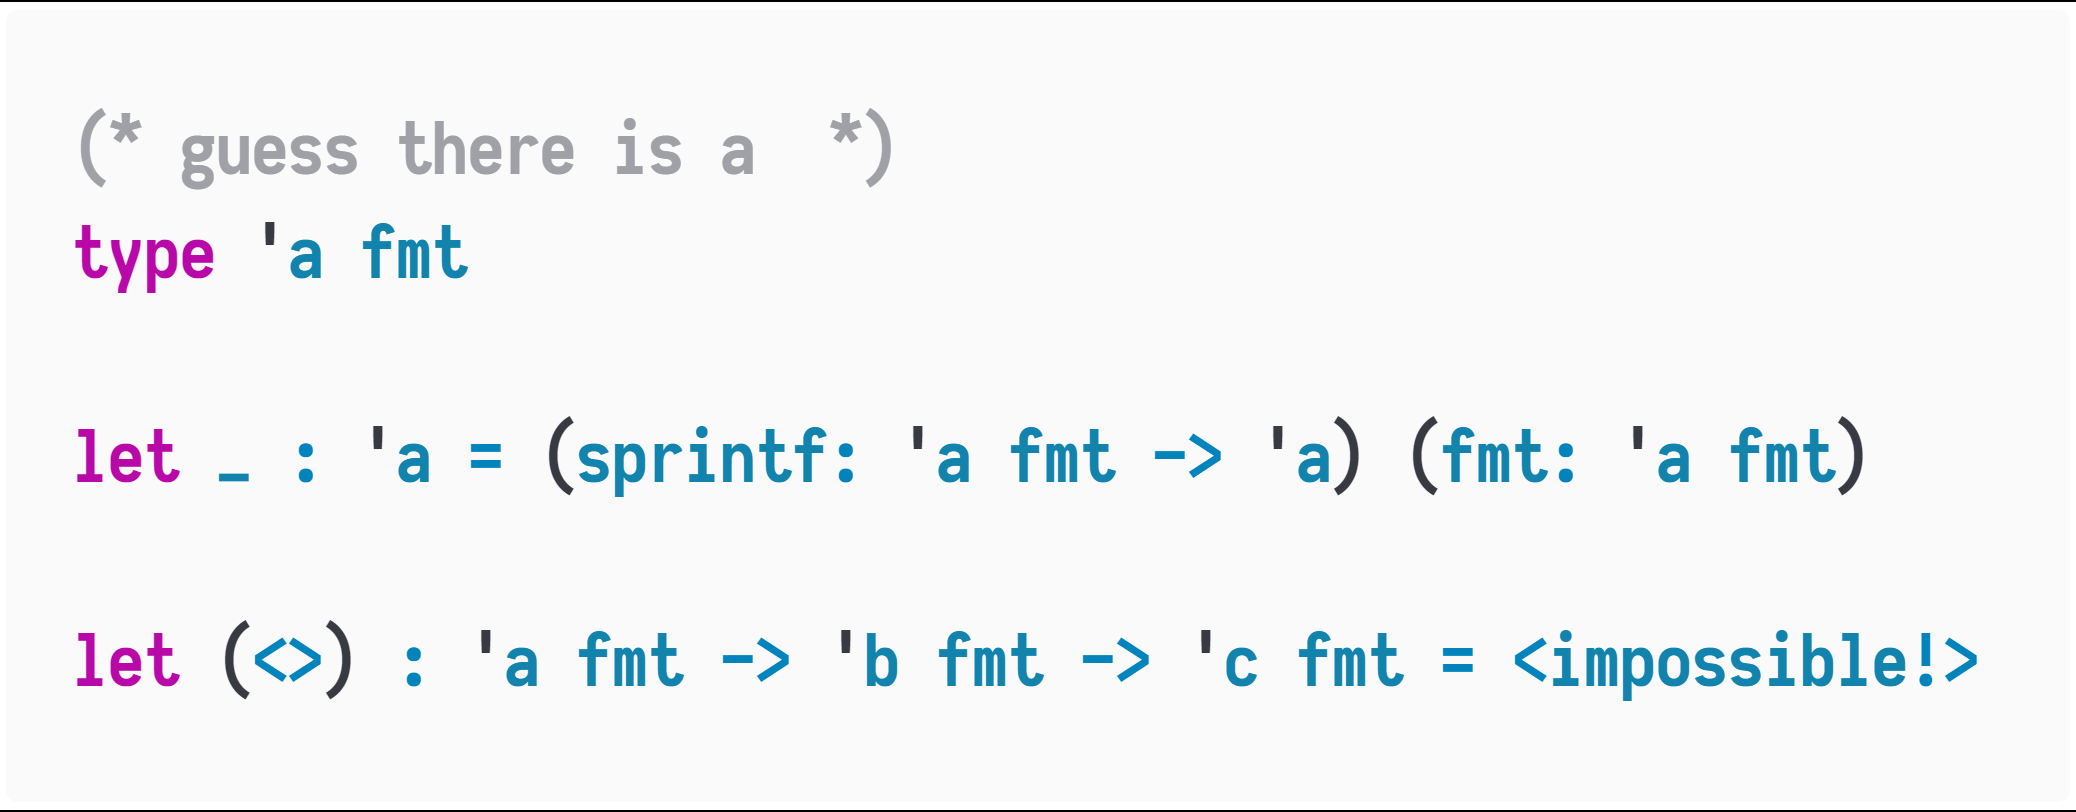 (* guess there is a  *)
type 'a fmt
let _ : 'a = (sprintf: 'a fmt -> 'a) (fmt: 'a fmt)
let (<>) : 'a fmt -> 'b fmt -> 'c fmt = <impossible!>